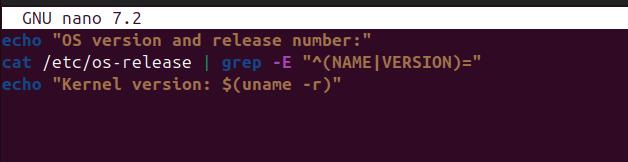 GNU nano 7.2
echo "OS version and release number:"
cat /etc/os-release | grep -E "^(NAME|VERSION)="
echo "Kernel version: $(uname -r)"